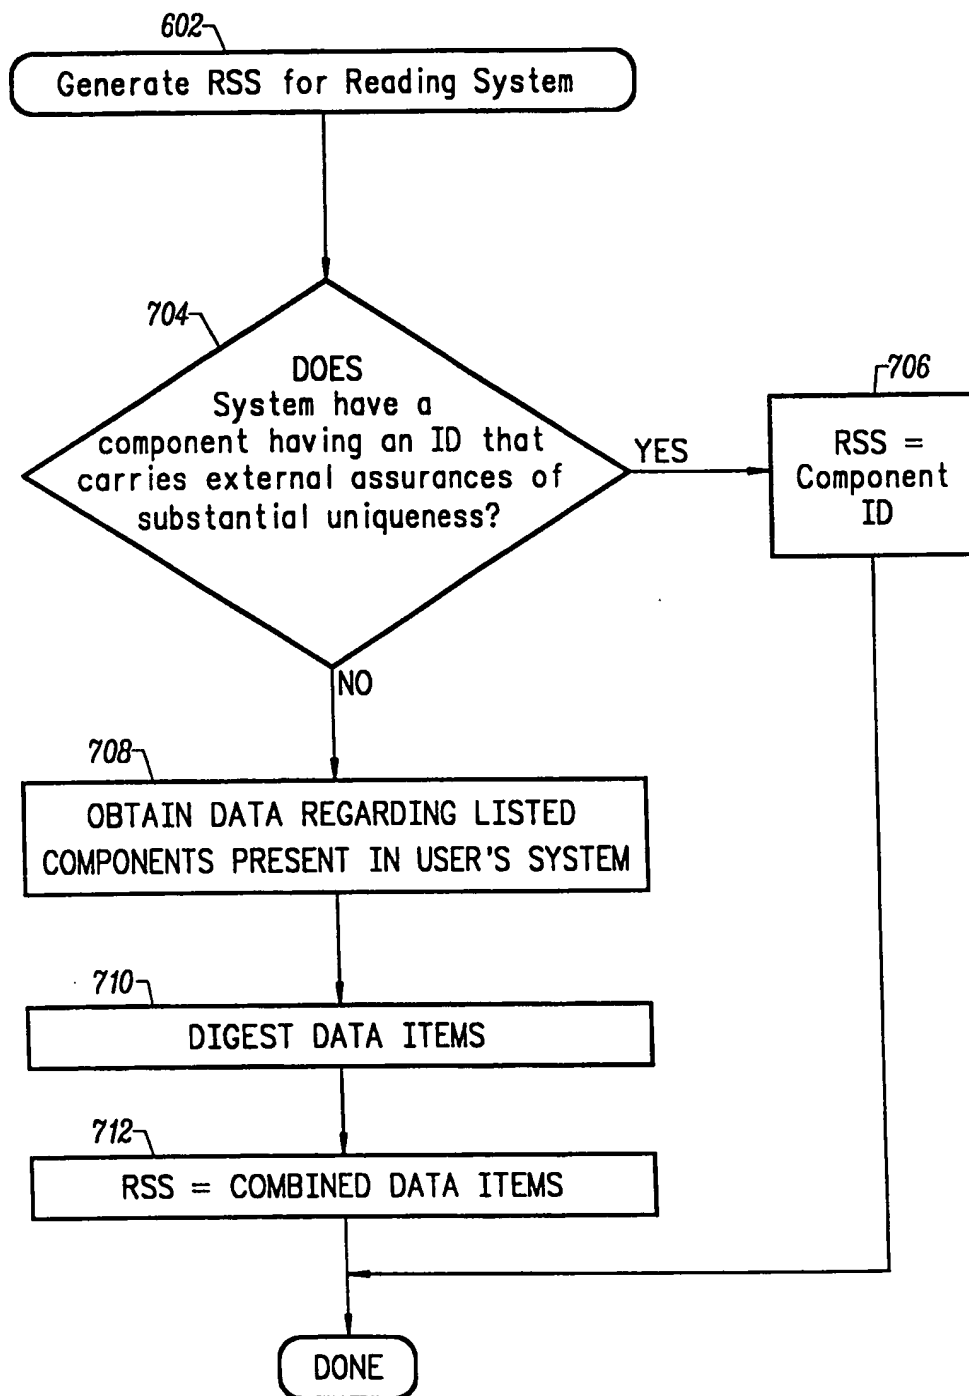 602
Generate RSS for Reading System
704
DOES
System have a
component having an ID that
carries external assurances of
substantial uniqueness?
YES
706
RSS =
Component
ID
NO
708
OBTAIN DATA REGARDING LISTED
COMPONENTS PRESENT IN USER'S SYSTEM
710
DIGEST DATA ITEMS
712
RSS = COMBINED DATA ITEMS
DONE